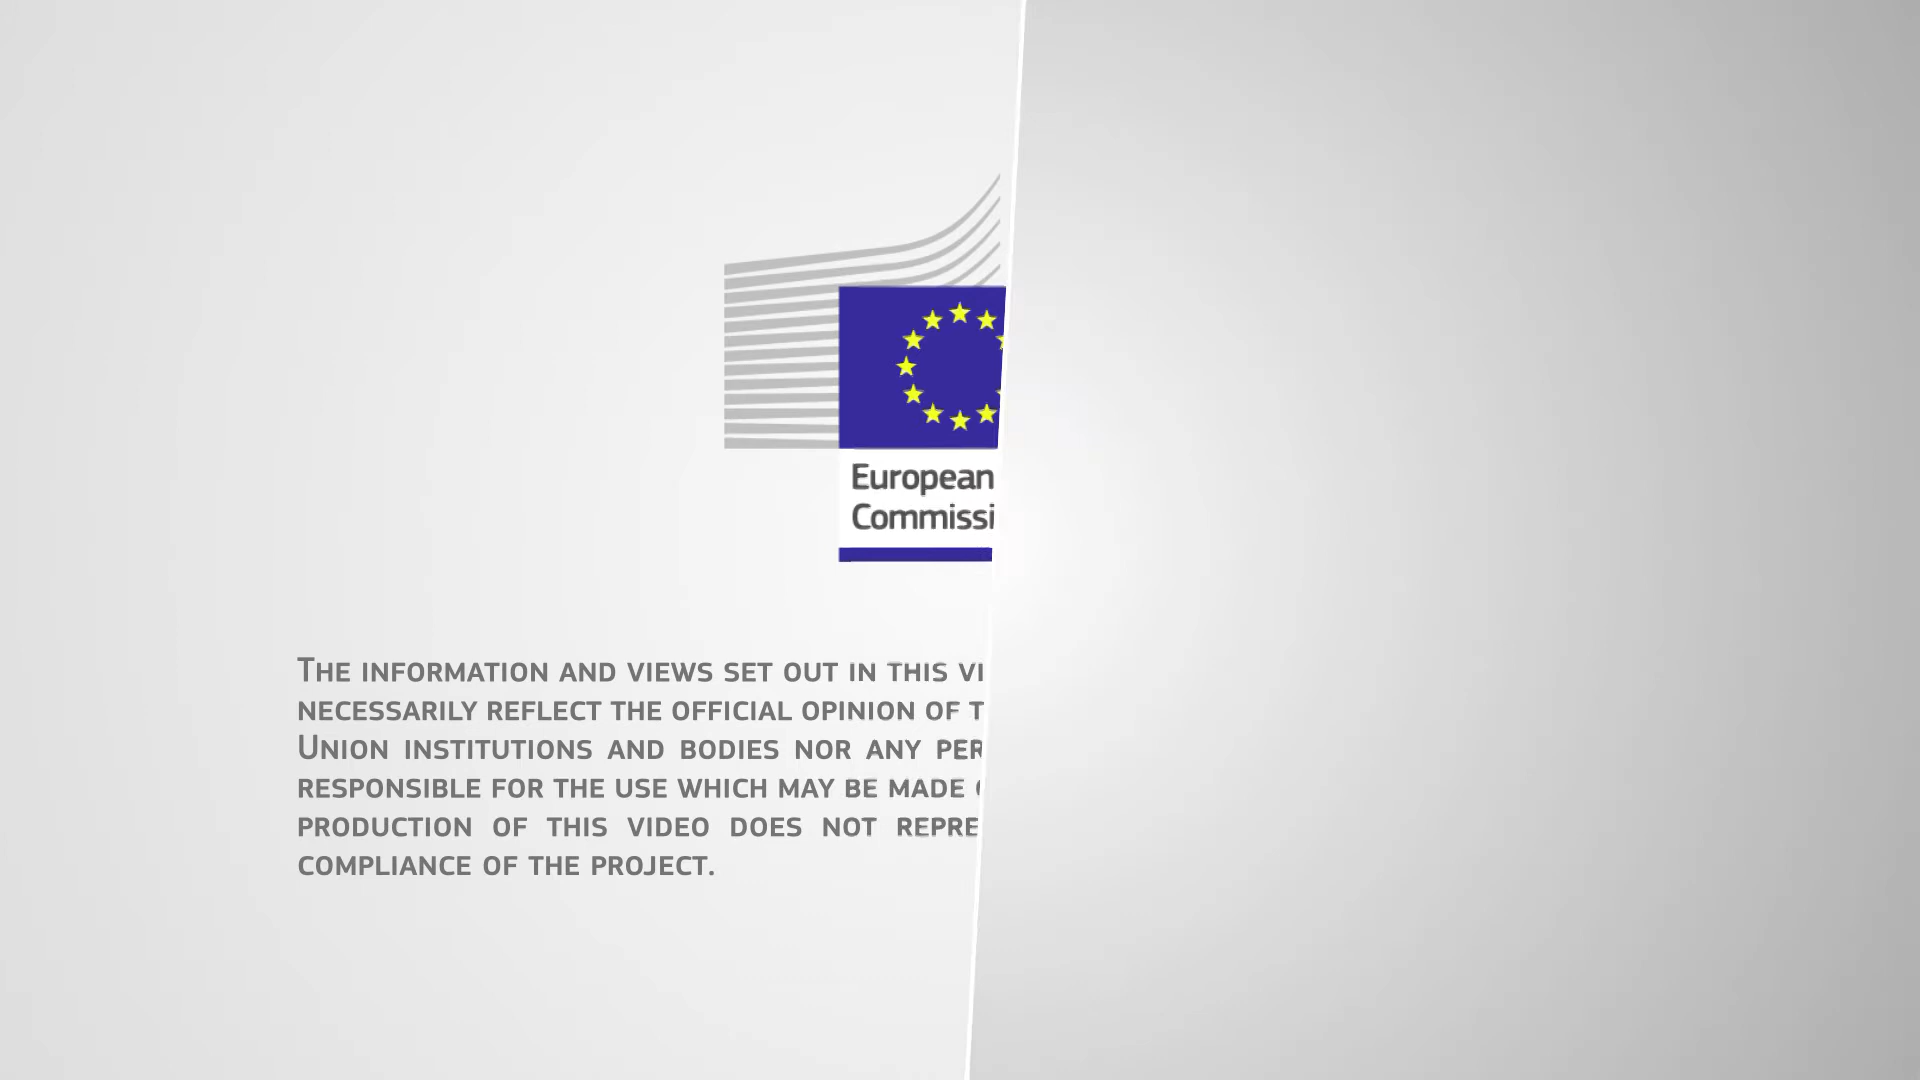 European
Commissi
THE INFORMATION AND VIEWS SET OUT IN THIS VI
NECESSARILY REFLECT THE OFFICIAL OPINION OF T
UNION INSTITUTIONS AND BODIES NOR ANY PER
RESPONSIBLE FOR THE USE WHICH MAY BE MADE
PRODUCTION OF THIS VIDEO DOES NOT REPRE
COMPLIANCE OF THE PROJECT.